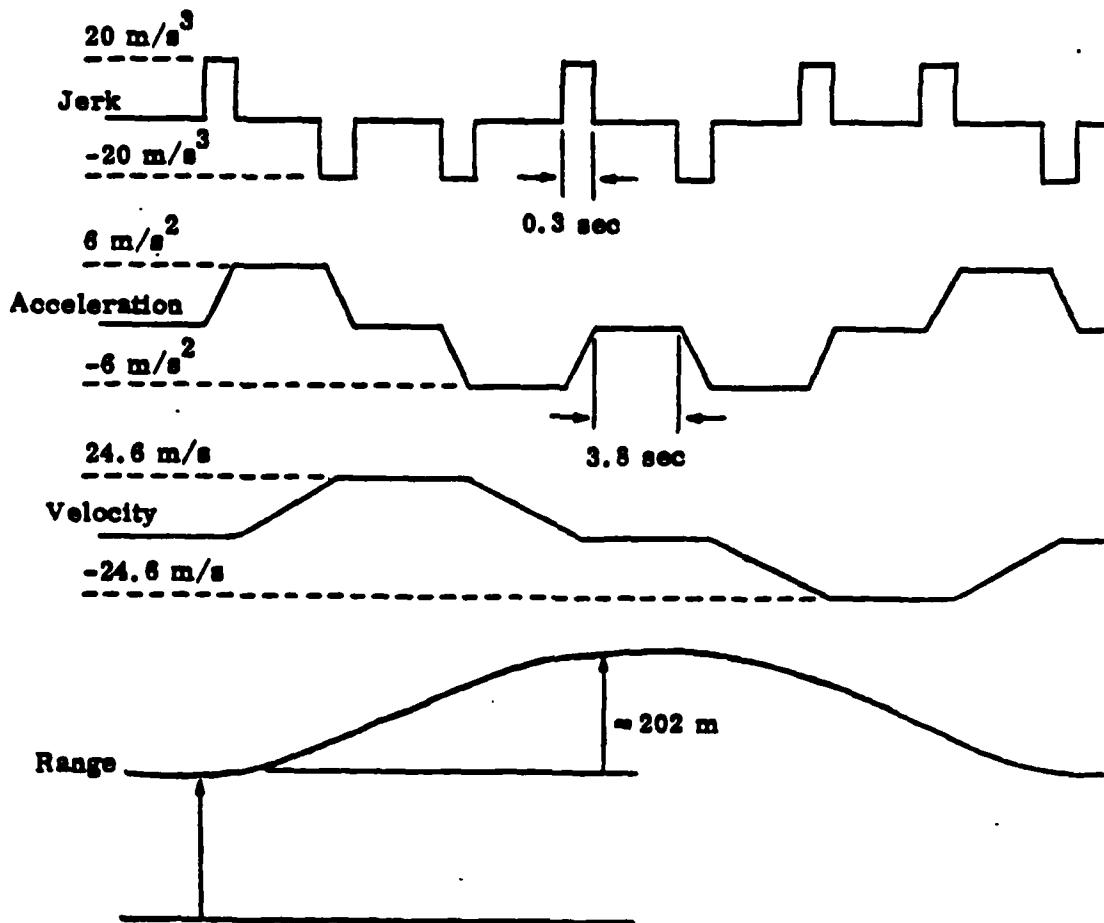 20 m/s³
Jerk
-20 m/s³
0.3 sec
6 m/s²
Acceleration
-6 m/s²
3.8 sec
24.6 m/s
Velocity
-24.6 m/s
≈ 202 m
Range